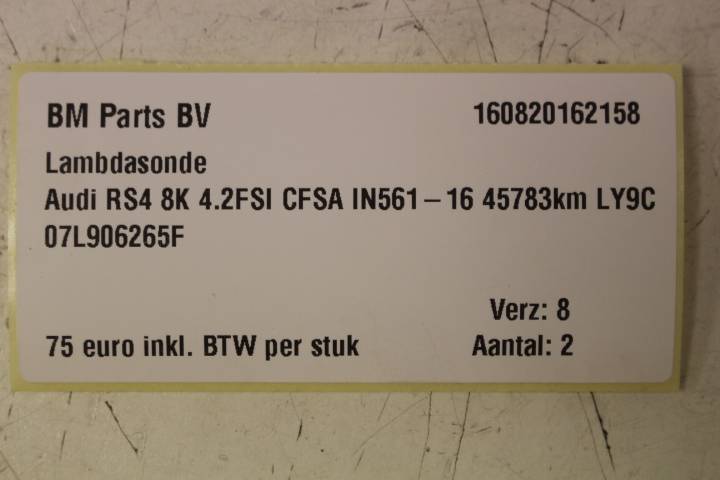 BM Parts BV 160820162158
Lambdasonde
Audi RS4 8K 4.2FSI CFSA IN561-16 45783km LY9C
07L906265F
Verz: 8
75 euro inkl. BTW per stuk Aantal: 2